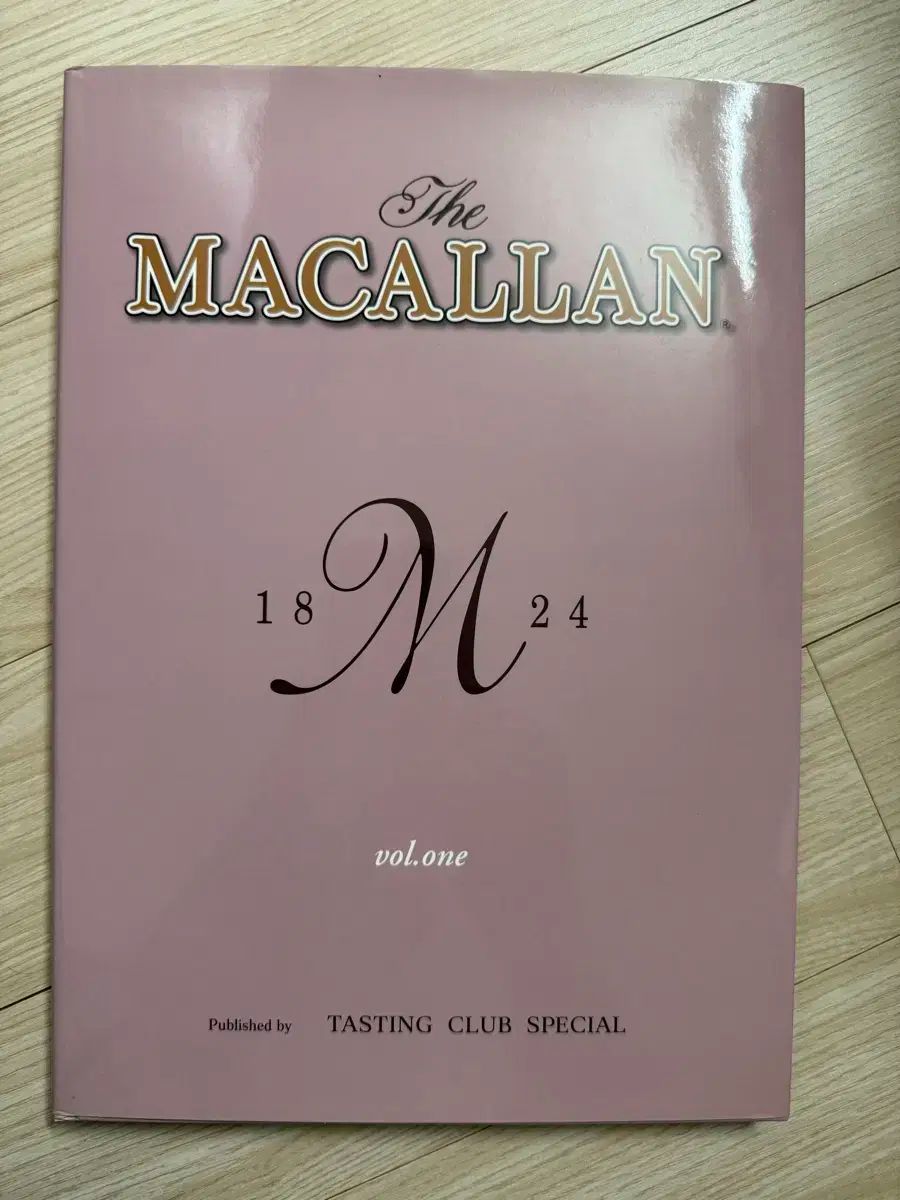 The
MACALLAN
18 M 24
vol.one
Published by TASTING CLUB SPECIAL